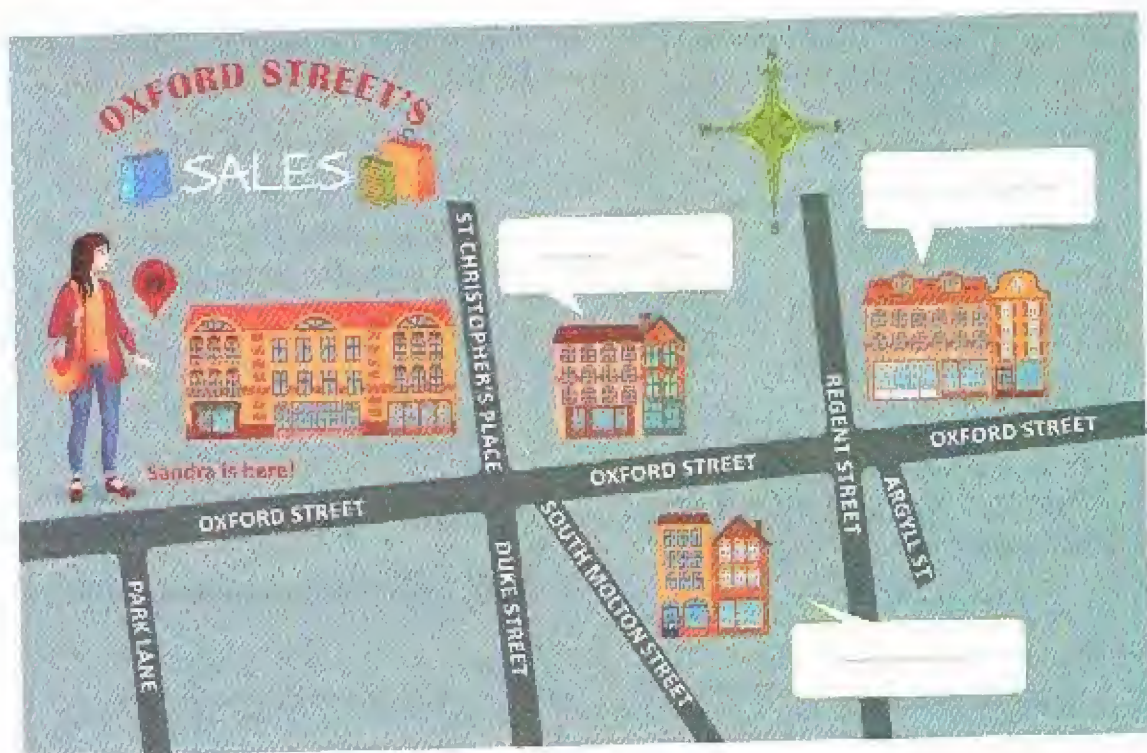 OXFORD STREET'S
SALES
N
W
E
S
ST CHRISTOPHER'S PLACE
REGENT STREET
Sandra is here!
OXFORD STREET
OXFORD STREET
OXFORD STREET
PARK LANE
DUKE STREET
SOUTH MOLTON STREET
ARGYLL ST